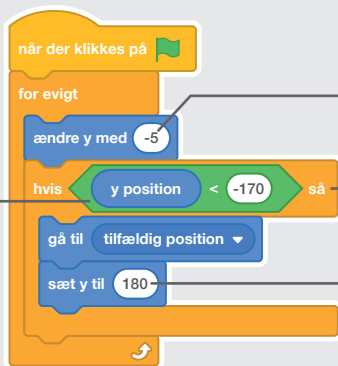 når der klikkes på
for evigt
ændre y med -5
hvis y position < -170 så
gå til tilfældig position
sæt y til 180